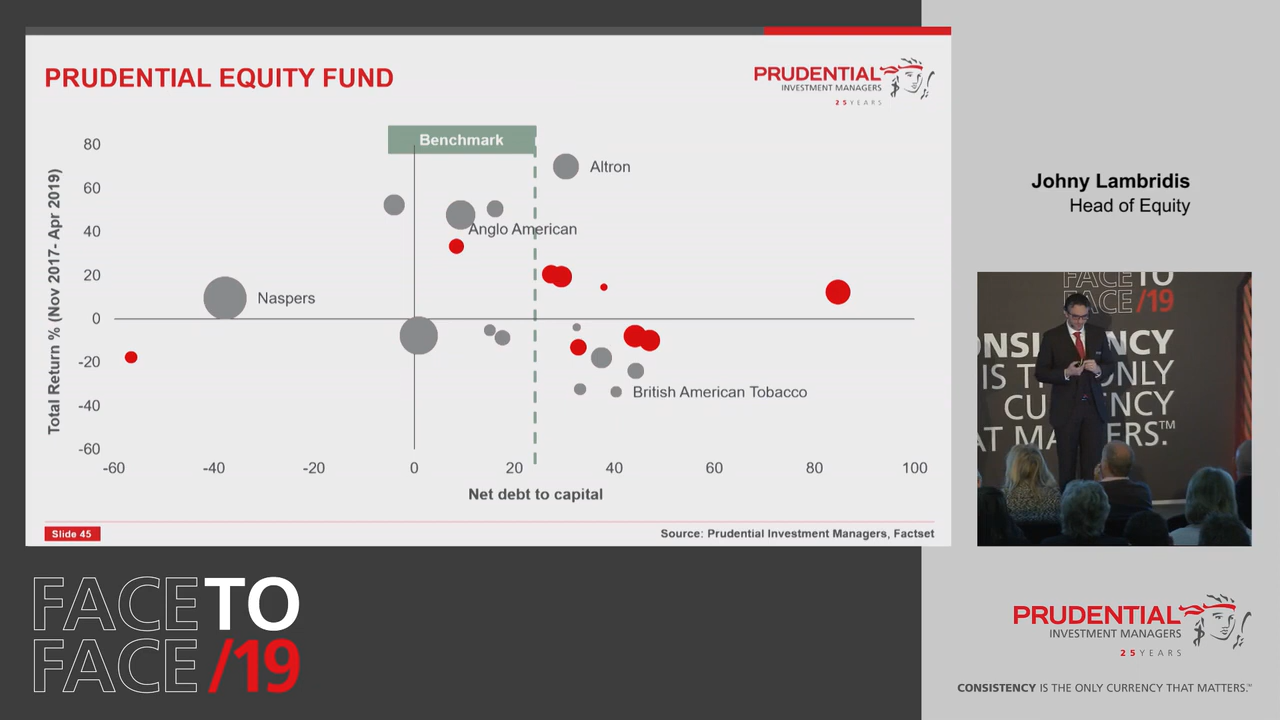 PRUDENTIAL EQUITY FUND
PRUDENTIAL
INVESTMENT MANAGERS
25 YEARS
Benchmark
Total Return % (Nov 2017- Apr 2019)
80
60
40
20
0
-20
-40
-60
Altron
Anglo American
Naspers
British American Tobacco
-60 -40 -20 0 20 40 60 80 100
Net debt to capital
Slide 45
Source: Prudential Investment Managers, Factset
Johny Lambridis
Head of Equity
FACE TO
FACE /19
CONSISTENCY
IS THE ONLY
CURRENCY
THAT MATTERS.™
FACETO
FACE/19
PRUDENTIAL
INVESTMENT MANAGERS
25 YEARS
CONSISTENCY IS THE ONLY CURRENCY THAT MATTERS.™